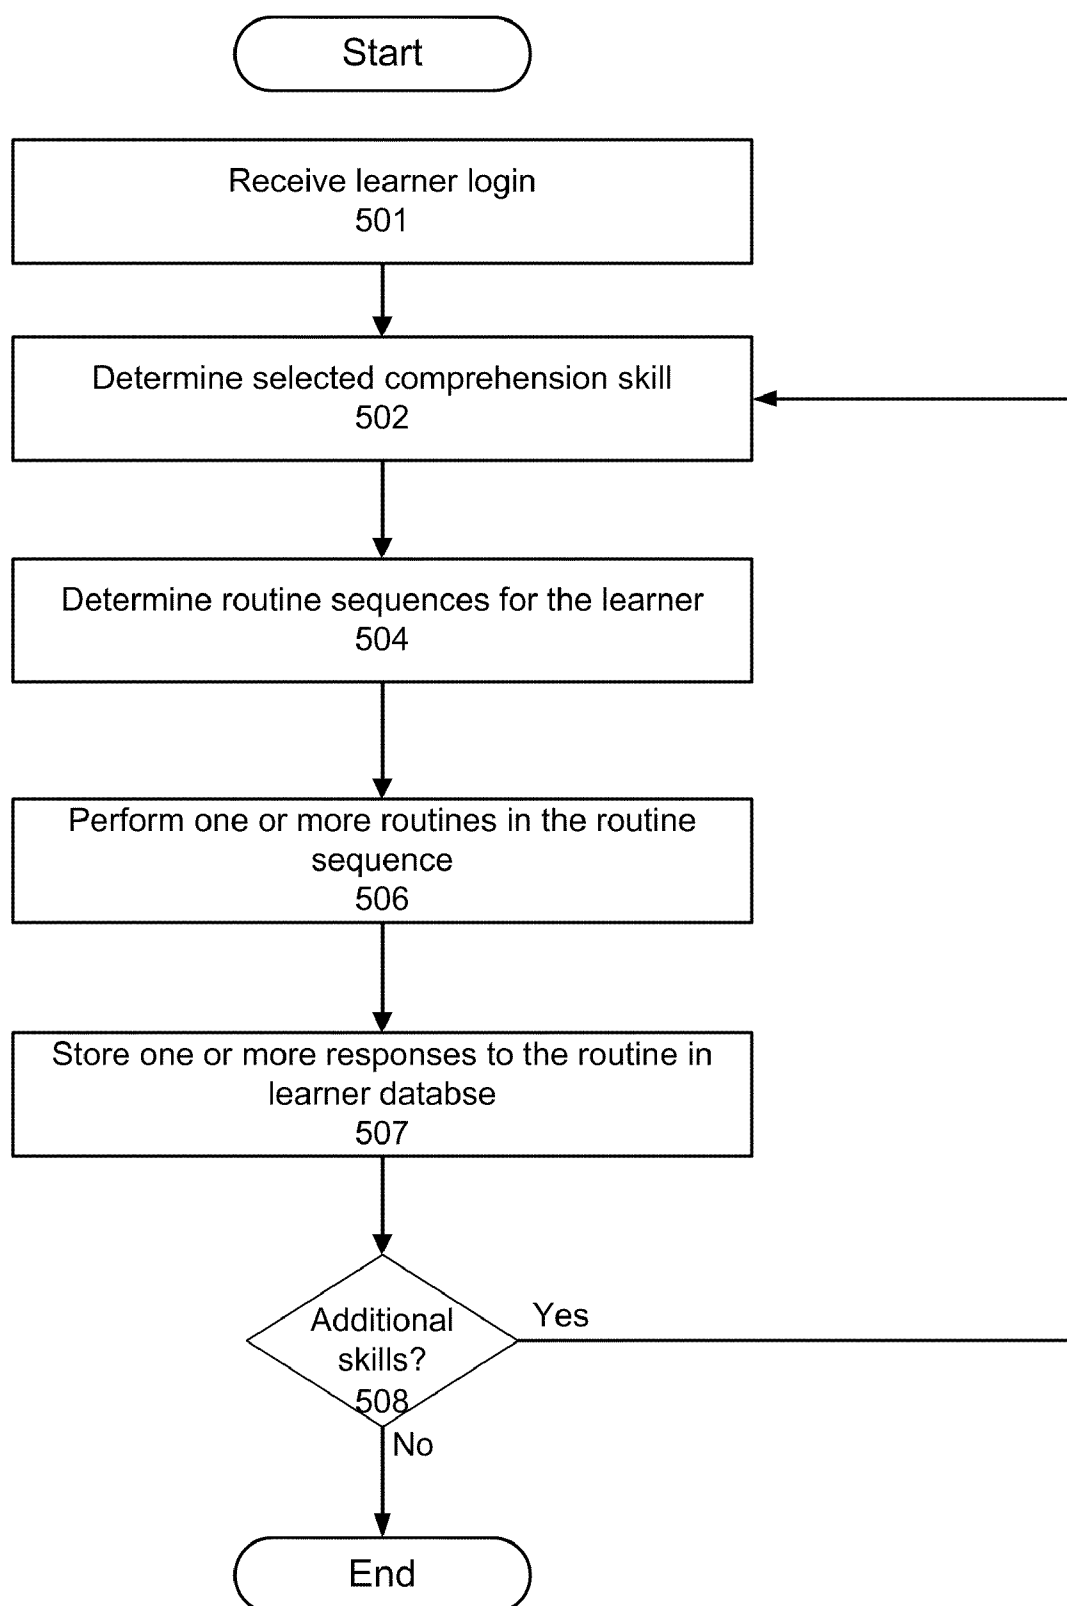 Start
Receive learner login
501
Determine selected comprehension skill
502
Determine routine sequences for the learner
504
Perform one or more routines in the routine
sequence
506
Store one or more responses to the routine in
learner databse
507
Additional
skills?
508
Yes
No
End